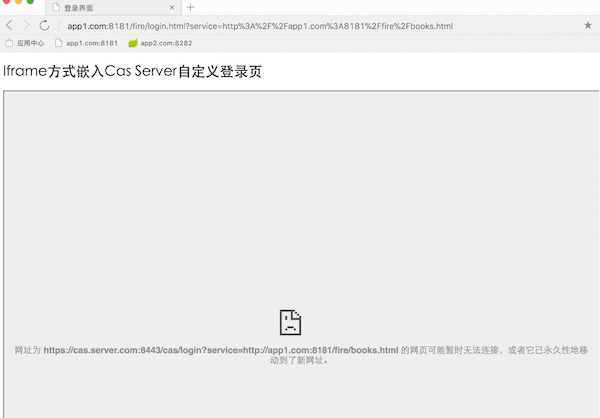 登录界面
app1.com:8181/fire/login.html?service=http%3A%2F%2Fapp1.com%3A8181%2Ffire%2Fbooks.html
应用中心 app1.com:8181 app2.com:8282
Iframe方式嵌入Cas Server自定义登录页
网址为 https://cas.server.com:8443/cas/login?service=http://app1.com:8181/fire/books.html 的网页可能暂时无法连接，或者它已永久性地移
动到了新网址。